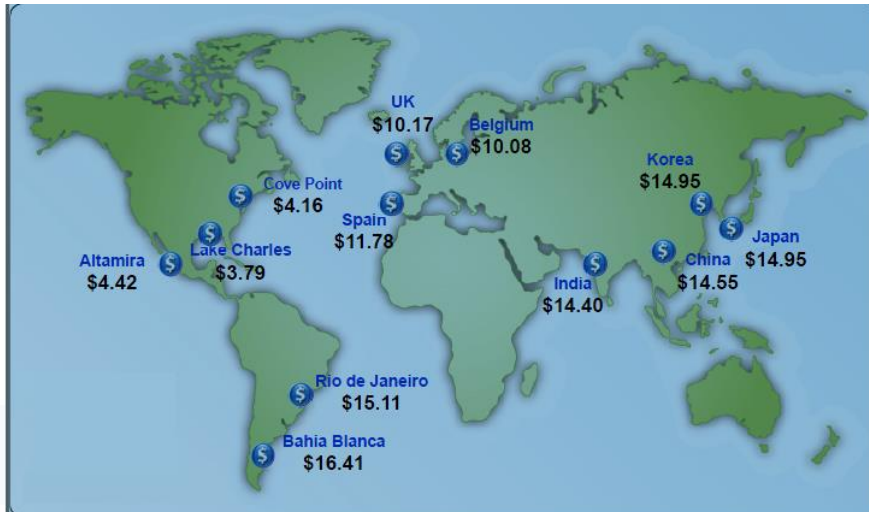 UK
$10.17
Belgium
$10.08
Korea
$14.95
Cove Point
$4.16
Spain
$11.78
Japan
$14.95
Altamira
$4.42
Lake Charles
$3.79
China
$14.55
India
$14.40
Rio de Janeiro
$15.11
Bahia Blanca
$16.41